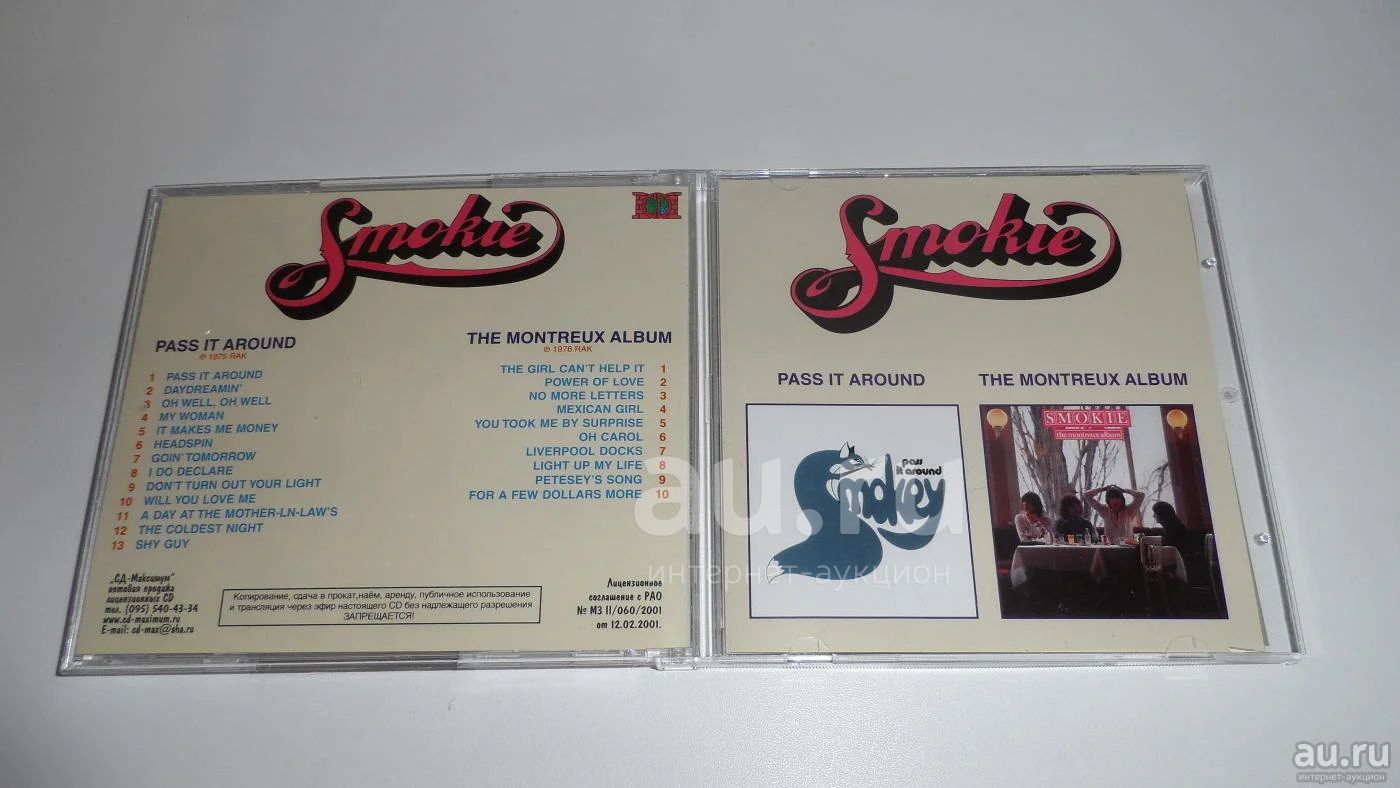 Smokie
PASS IT AROUND
℗ 1975 RAK
1 PASS IT AROUND
2 DAYDREAMIN'
3 OH WELL, OH WELL
4 MY WOMAN
5 IT MAKES ME MONEY
6 HEADSPIN
7 GOIN'TOMORROW
8 I DO DECLARE
9 DON'T TURN OUT YOUR LIGHT
10 WILL YOU LOVE ME
11 A DAY AT THE MOTHER-LN-LAW'S
12 THE COLDEST NIGHT
13 SHY GUY
THE MONTREUX ALBUM
℗ 1978 RAK
THE GIRL CAN'T HELP IT 1
POWER OF LOVE 2
NO MORE LETTERS 3
MEXICAN GIRL 4
YOU TOOK ME BY SURPRISE 5
OH CAROL 6
LIVERPOOL DOCKS 7
LIGHT UP MY LIFE 8
PETESEY'S SONG 9
FOR A FEW DOLLARS MORE 10
„СД-Максимум"
оптовая продажа
лицензионных CD
тел. (095) 540-43-34
www.cd-maximum.ru
E-mail: cd-max@sha.ru
Копирование, сдача в прокат,наём, аренду, публичное использование
и трансляция через эфир настоящего CD без надлежащего разрешения
ЗАПРЕЩАЕТСЯ!
Лицензионное
соглашение с РАО
№ МЗ II/060/2001
от 12.02.2001.
Smokie
PASS IT AROUND
THE MONTREUX ALBUM
pass
it around
Smokey
SMOKIE
the montreux album
au.ru
интернет-аукцион
au.ru
интернет-аукцион